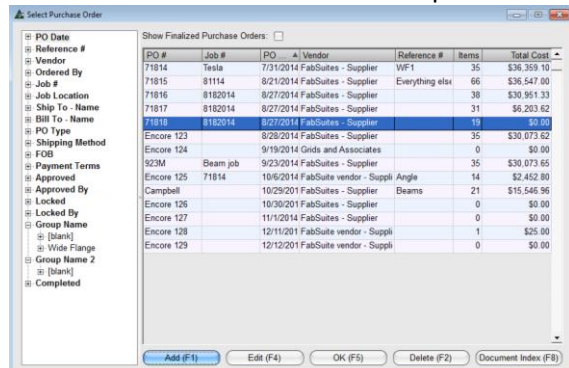 Select Purchase Order
PO Date
Reference #
Vendor
Ordered By
Job #
Job Location
Ship To - Name
Bill To - Name
PO Type
Shipping Method
FOB
Payment Terms
Approved
Approved By
Locked
Locked By
Group Name
[blank]
Wide Flange
Group Name 2
[blank]
Completed
Show Finalized Purchase Orders:
PO # Job # PO ... Vendor Reference # Items Total Cost
71814 Tesla 7/31/2014 FabSuites - Supplier WF1 35 $36,359.10
71815 81114 8/21/2014 FabSuites - Supplier Everything else 66 $36,547.00
71816 8182014 8/27/2014 FabSuites - Supplier 38 $30,951.33
71817 8182014 8/27/2014 FabSuites - Supplier 31 $6,203.62
71818 8182014 8/27/2014 FabSuites - Supplier 19 $0.00
Encore 123 8/28/2014 FabSuites - Supplier 35 $30,073.62
Encore 124 9/19/2014 Grids and Associates 0 $0.00
923M Beam job 9/23/2014 FabSuites - Supplier 35 $30,073.65
Encore 125 71814 10/6/2014 FabSuite vendor - Suppli Angle 14 $2,452.80
Campbell 10/29/201 FabSuites - Supplier Beams 21 $15,546.96
Encore 126 10/30/201 FabSuites - Supplier 0 $0.00
Encore 127 11/1/2014 FabSuites - Supplier 0 $0.00
Encore 128 12/11/201 FabSuite vendor - Suppli 1 $25.00
Encore 129 12/12/201 FabSuite vendor - Suppli 0 $0.00
Add (F1) Edit (F4) OK (F5) Delete (F2) Document Index (F8)